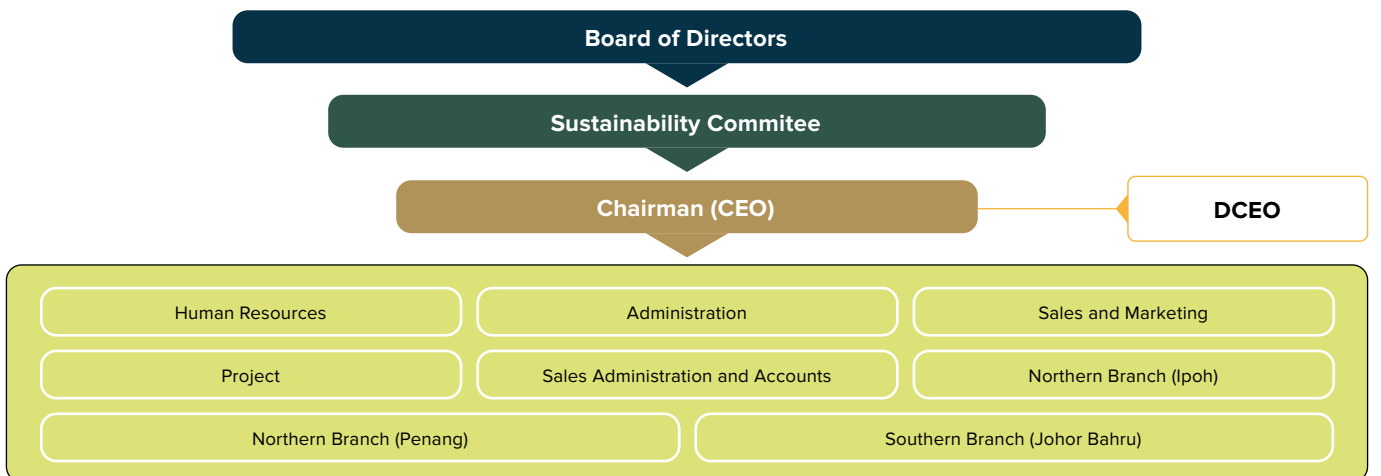 Board of Directors
Sustainability Commitee
Chairman (CEO)
DCEO
Human Resources
Administration
Sales and Marketing
Project
Sales Administration and Accounts
Northern Branch (Ipoh)
Northern Branch (Penang)
Southern Branch (Johor Bahru)